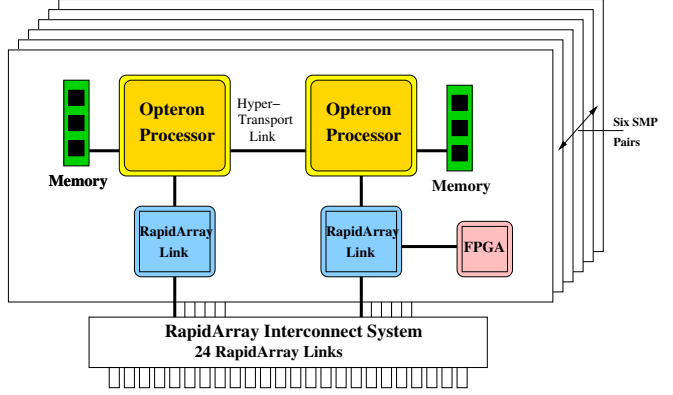 Opteron
Processor
Hyper–
Transport
Link
Opteron
Processor
Six SMP
Pairs
Memory
Memory
RapidArray
Link
RapidArray
Link
FPGA
RapidArray Interconnect System
24 RapidArray Links